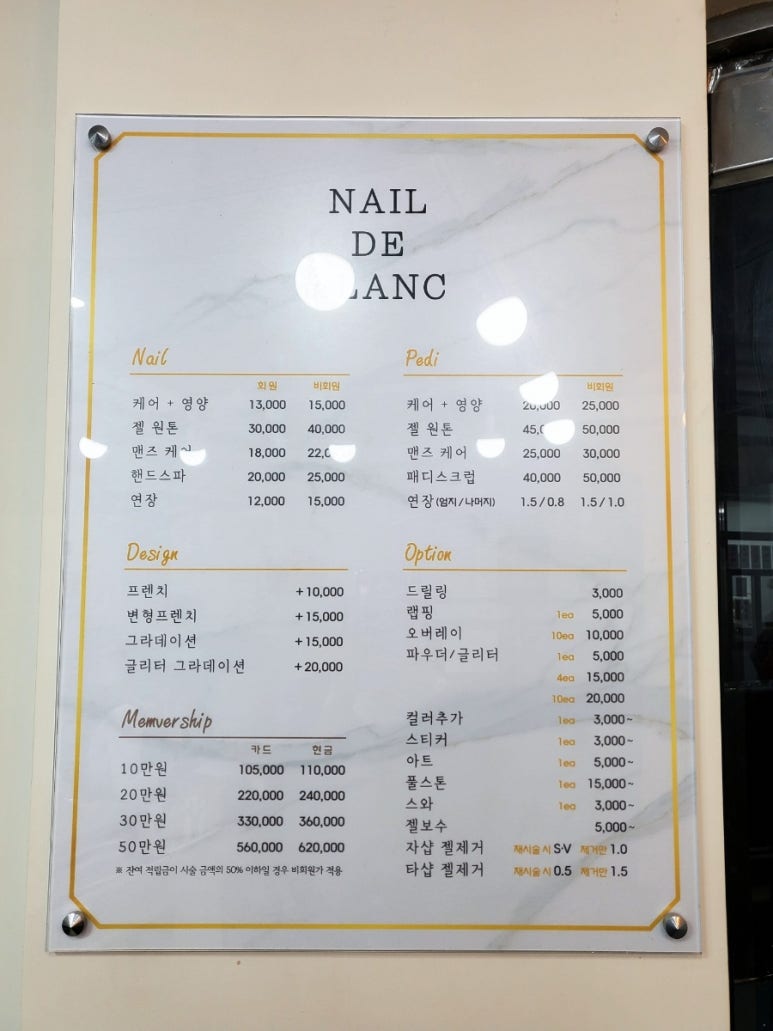 NAIL
DE
Nail
회원 비회원
케어 + 영양 13,000 15,000
젤 원톤 30,000 40,000
맨즈 18,000
핸드스파 20,000 25,000
연장 12,000 15,000
Pedi
비회원
케어 + 영양 20,000 25,000
젤 원톤 50,000
맨즈 케어 25,000 30,000
패디스크럽 40,000 50,000
연장(엄지/나머지) 1.5/0.8 1.5/1.0
Design
프렌치 +10,000
변형프렌치 +15,000
그라데이션 +15,000
글리터 그라데이션 +20,000
Option
드릴링 3,000
랩핑 1ea 5,000
오버레이 10ea 10,000
파우더/글리터 1ea 5,000
4ea 15,000
10ea 20,000
컬러추가 1ea 3,000~
스티커 1ea 3,000~
아트 1ea 5,000~
풀스톤 1ea 15,000~
스와 1ea 3,000~
젤보수 5,000~
자샵 젤제거 재시술 시 S·V 제거만 1.0
타샵 젤제거 재시술 시 0.5 제거만 1.5
Memvership
카드 현금
10만원 105,000 110,000
20만원 220,000 240,000
30만원 330,000 360,000
50만원 560,000 620,000
※ 잔여 적립금이 시술 금액의 50% 이하일 경우 비회원가 적용